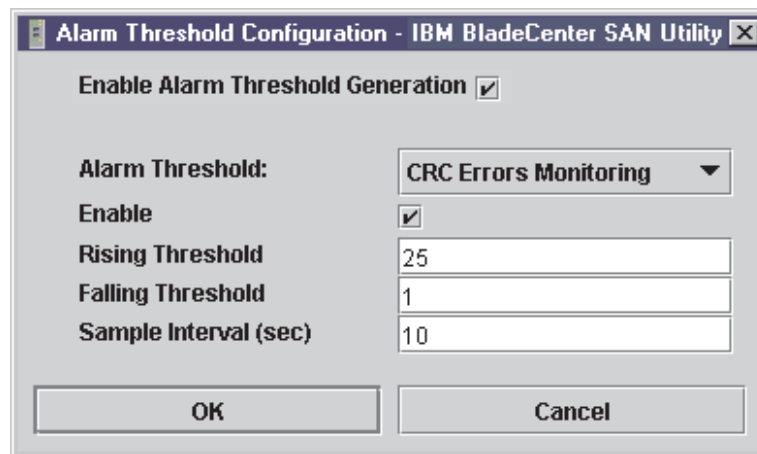 Alarm Threshold Configuration - IBM BladeCenter SAN Utility
Enable Alarm Threshold Generation
Alarm Threshold: CRC Errors Monitoring
Enable
Rising Threshold 25
Falling Threshold 1
Sample Interval (sec) 10
OK Cancel